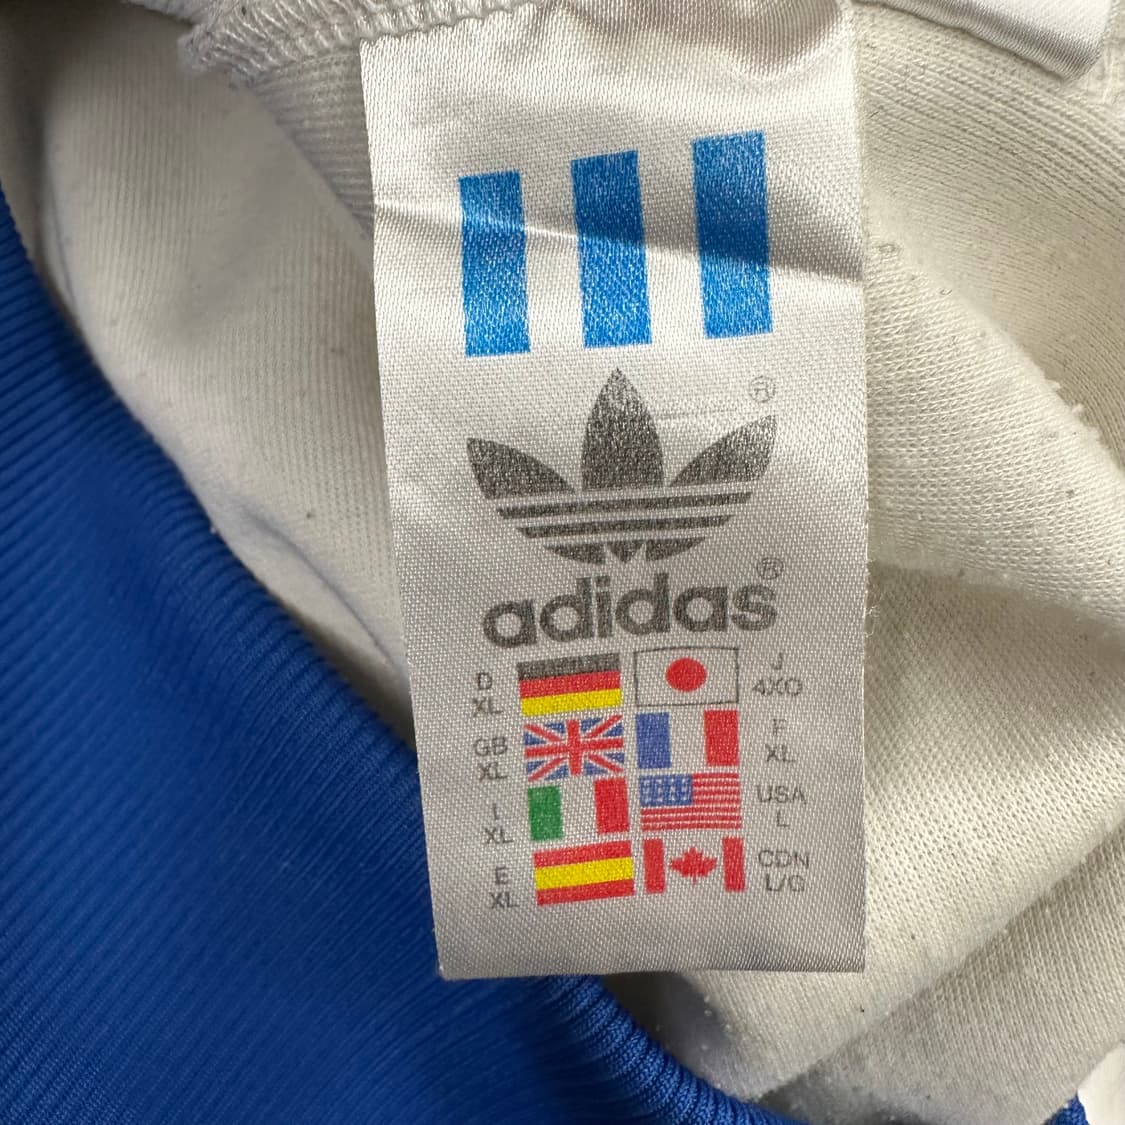 ®
adidas®
D XL
J 4XO
GB XL
F XL
I XL
USA L
E XL
CDN L/G